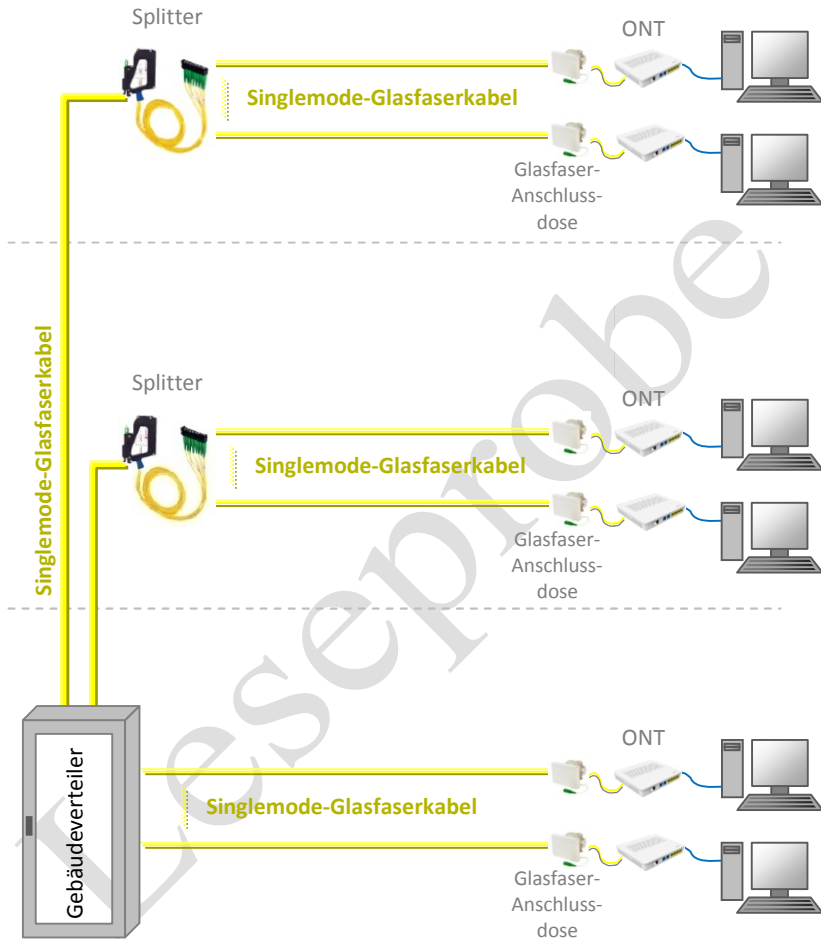 Splitter
ONT
Singlemode-Glasfaserkabel
Glasfaser-
Anschluss-
dose
Singlemode-Glasfaserkabel
Splitter
ONT
Singlemode-Glasfaserkabel
Glasfaser-
Anschluss-
dose
Leseprobe
ONT
Gebäudeverteiler
Singlemode-Glasfaserkabel
Glasfaser-
Anschluss-
dose